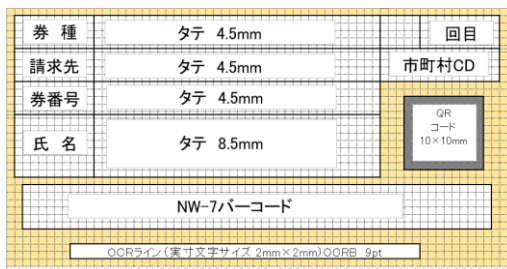 券 種 タテ 4.5mm 回目
請求先 タテ 4.5mm 市町村CD
券番号 タテ 4.5mm
QR
コード
10×10mm
氏 名 タテ 8.5mm
NW-7バーコード
OCRライン(実寸文字サイズ 2mm×2mm)OCRB 9pt